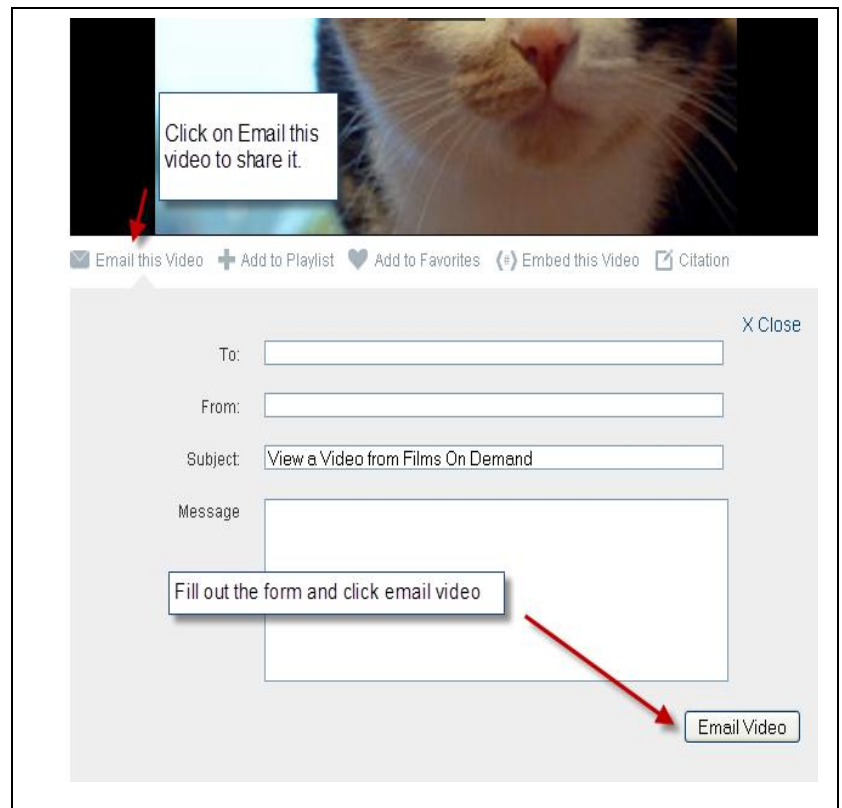 Click on Email this
video to share it.
Email this Video Add to Playlist Add to Favorites (#) Embed this Video Citation
X Close
To:
From:
Subject: View a Video from Films On Demand
Message
Fill out the form and click email video
Email Video